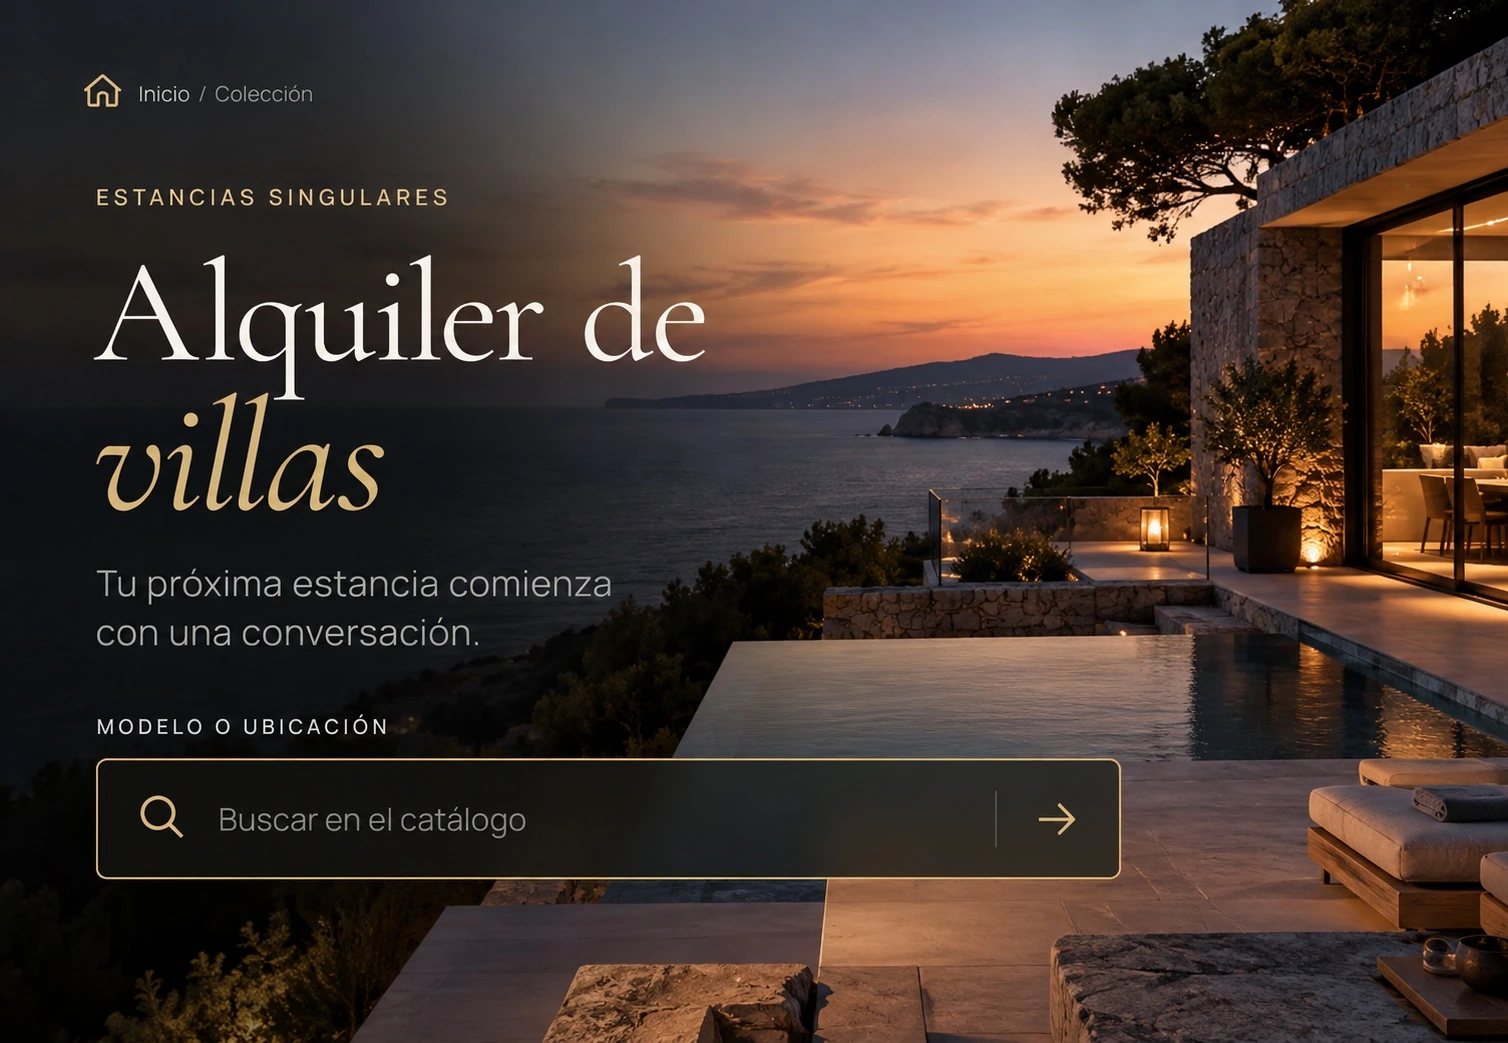 Inicio / Colección
ESTANCIAS SINGULARES
Alquiler de
villas
Tu próxima estancia comienza
con una conversación.
MODELO O UBICACIÓN
Buscar en el catálogo